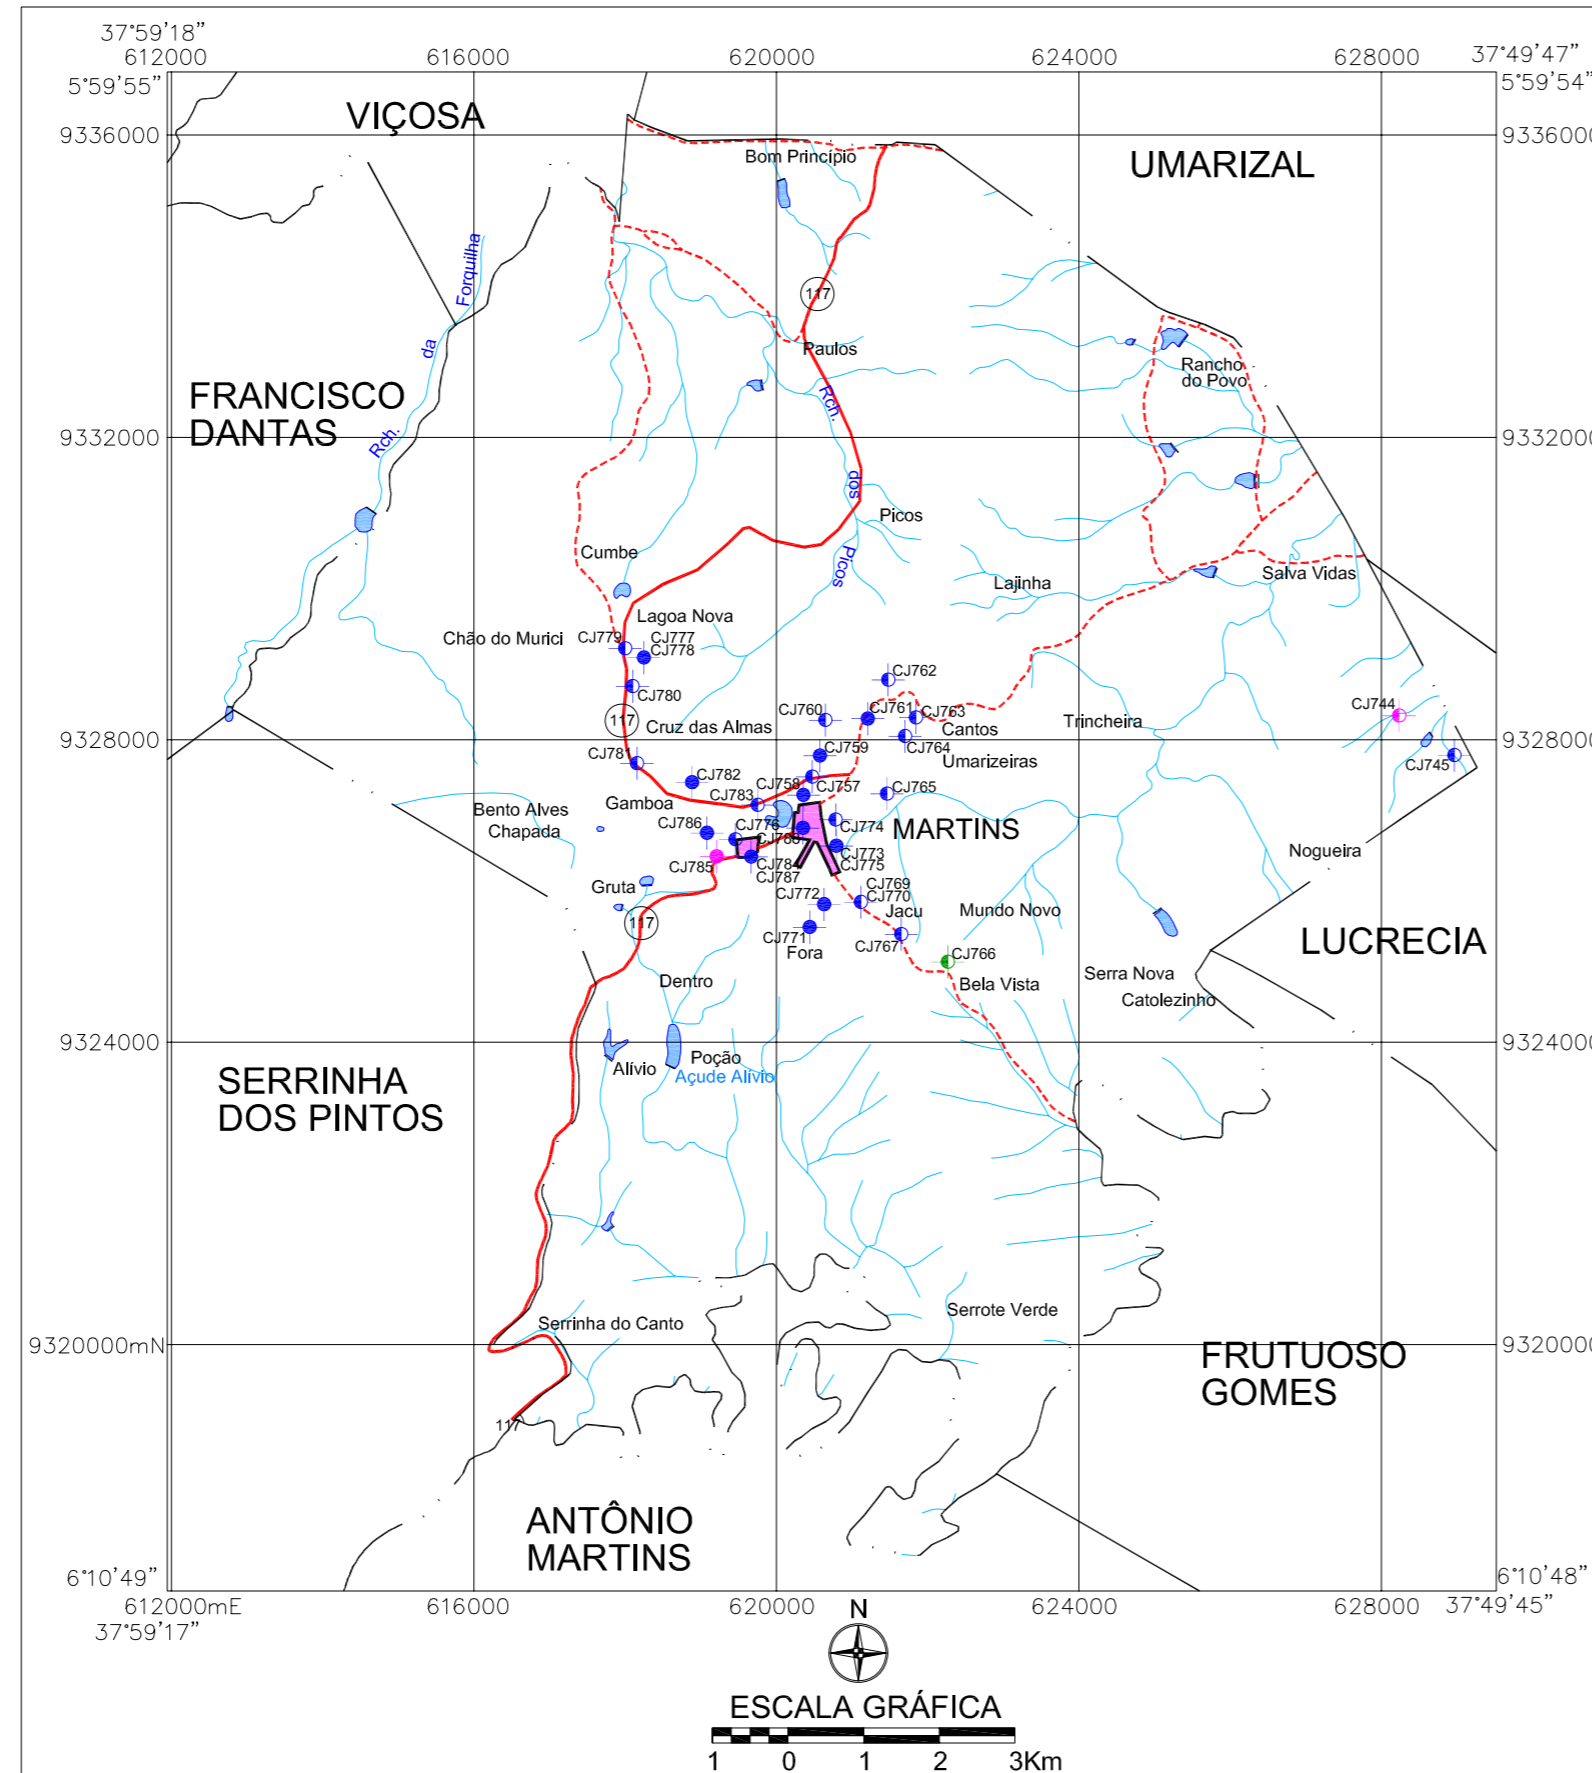 37°59'18"
612000 616000 620000 624000 628000 37°49'47"
5°59'55" 5°59'54"
VIÇOSA
9336000 9336000
Bom Princípio
UMARIZAL
Rch. da Forquilha
117
Paulos
Rancho
do Povo
FRANCISCO
DANTAS
9332000 9332000
Rch. dos Picos
Picos
Cumbe
Lajinha
Salva Vidas
Lagoa Nova
Chão do Murici
CJ779
CJ777
CJ778
CJ762
CJ780
CJ744
117
Cruz das Almas
CJ760
CJ761
CJ763
Cantos
Trincheira
9328000 9328000
CJ781
CJ759
CJ764
Umarizeiras
CJ745
CJ782
CJ758
CJ757
CJ765
Gamboa
CJ783
Bento Alves
Chapada
CJ786
CJ776
CJ788
CJ774
MARTINS
CJ785
CJ784
CJ787
CJ773
CJ775
Nogueira
Gruta
CJ772
CJ769
CJ770
Jacu
Mundo Novo
117
CJ771
CJ767
Fora
CJ766
LUCRECIA
Dentro
Bela Vista
Serra Nova
Catolezinho
9324000 9324000
Alívio
Poção
Açude Alívio
SERRINHA
DOS PINTOS
Serrinha do Canto
Serrote Verde
9320000mN 9320000
FRUTUOSO
GOMES
117
ANTÔNIO
MARTINS
6°10'49" 6°10'48"
612000mE 616000 620000 624000 628000 37°49'45"
37°59'17"
N
ESCALA GRÁFICA
1 0 1 2 3Km